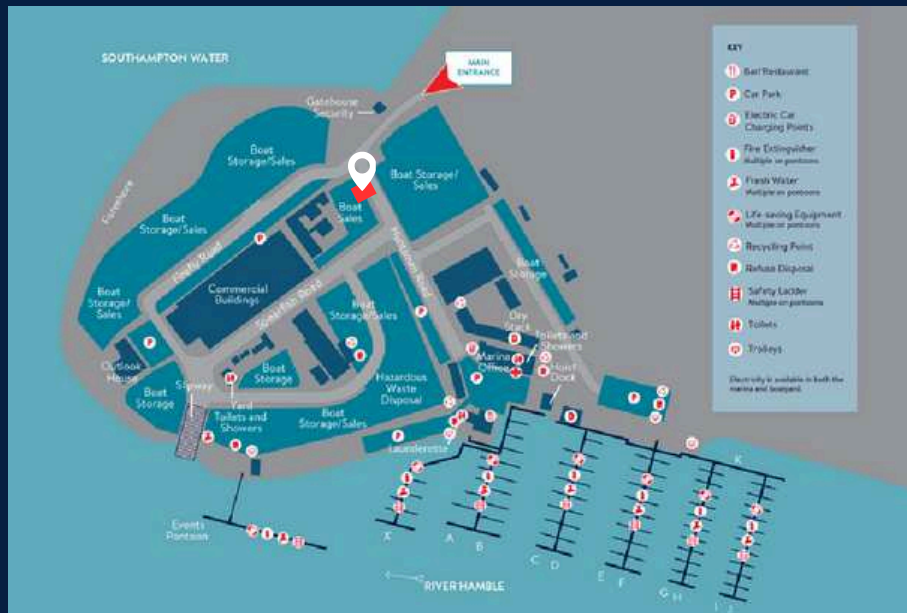 SOUTHAMPTON WATER
MAIN
ENTRANCE
Gatehouse
Security
Boat
Storage/Sales
Boat Storage/
Sales
Boat
Sales
Foreshore
Boat
Storage/Sales
Firefly Road
Commercial
Buildings
Spearfish Road
Boat
Storage
Boat
Storage/
Sales
Boat
Storage/Sales
Dry
Stack
Toilets and
Showers
Marina
Office
Hoist
Dock
Outlook
House
Slipway
Boat
Storage
Boat
Storage
Hazardous
Waste
Disposal
Yard
Toilets and
Showers
Boat
Storage/Sales
Launderette
Events
Pontoon
X
A
B
C
D
E
F
G
H
I
J
K
RIVER HAMBLE
KEY
Bar/Restaurant
Car Park
Electric Car
Charging Points
Fire Extinguisher
Multiple on pontoons
Fresh Water
Multiple on pontoons
Life-saving Equipment
Multiple on pontoons
Recycling Point
Refuse Disposal
Safety Ladder
Multiple on pontoons
Toilets
Trolleys
Electricity is available in both the
marina and boatyard.